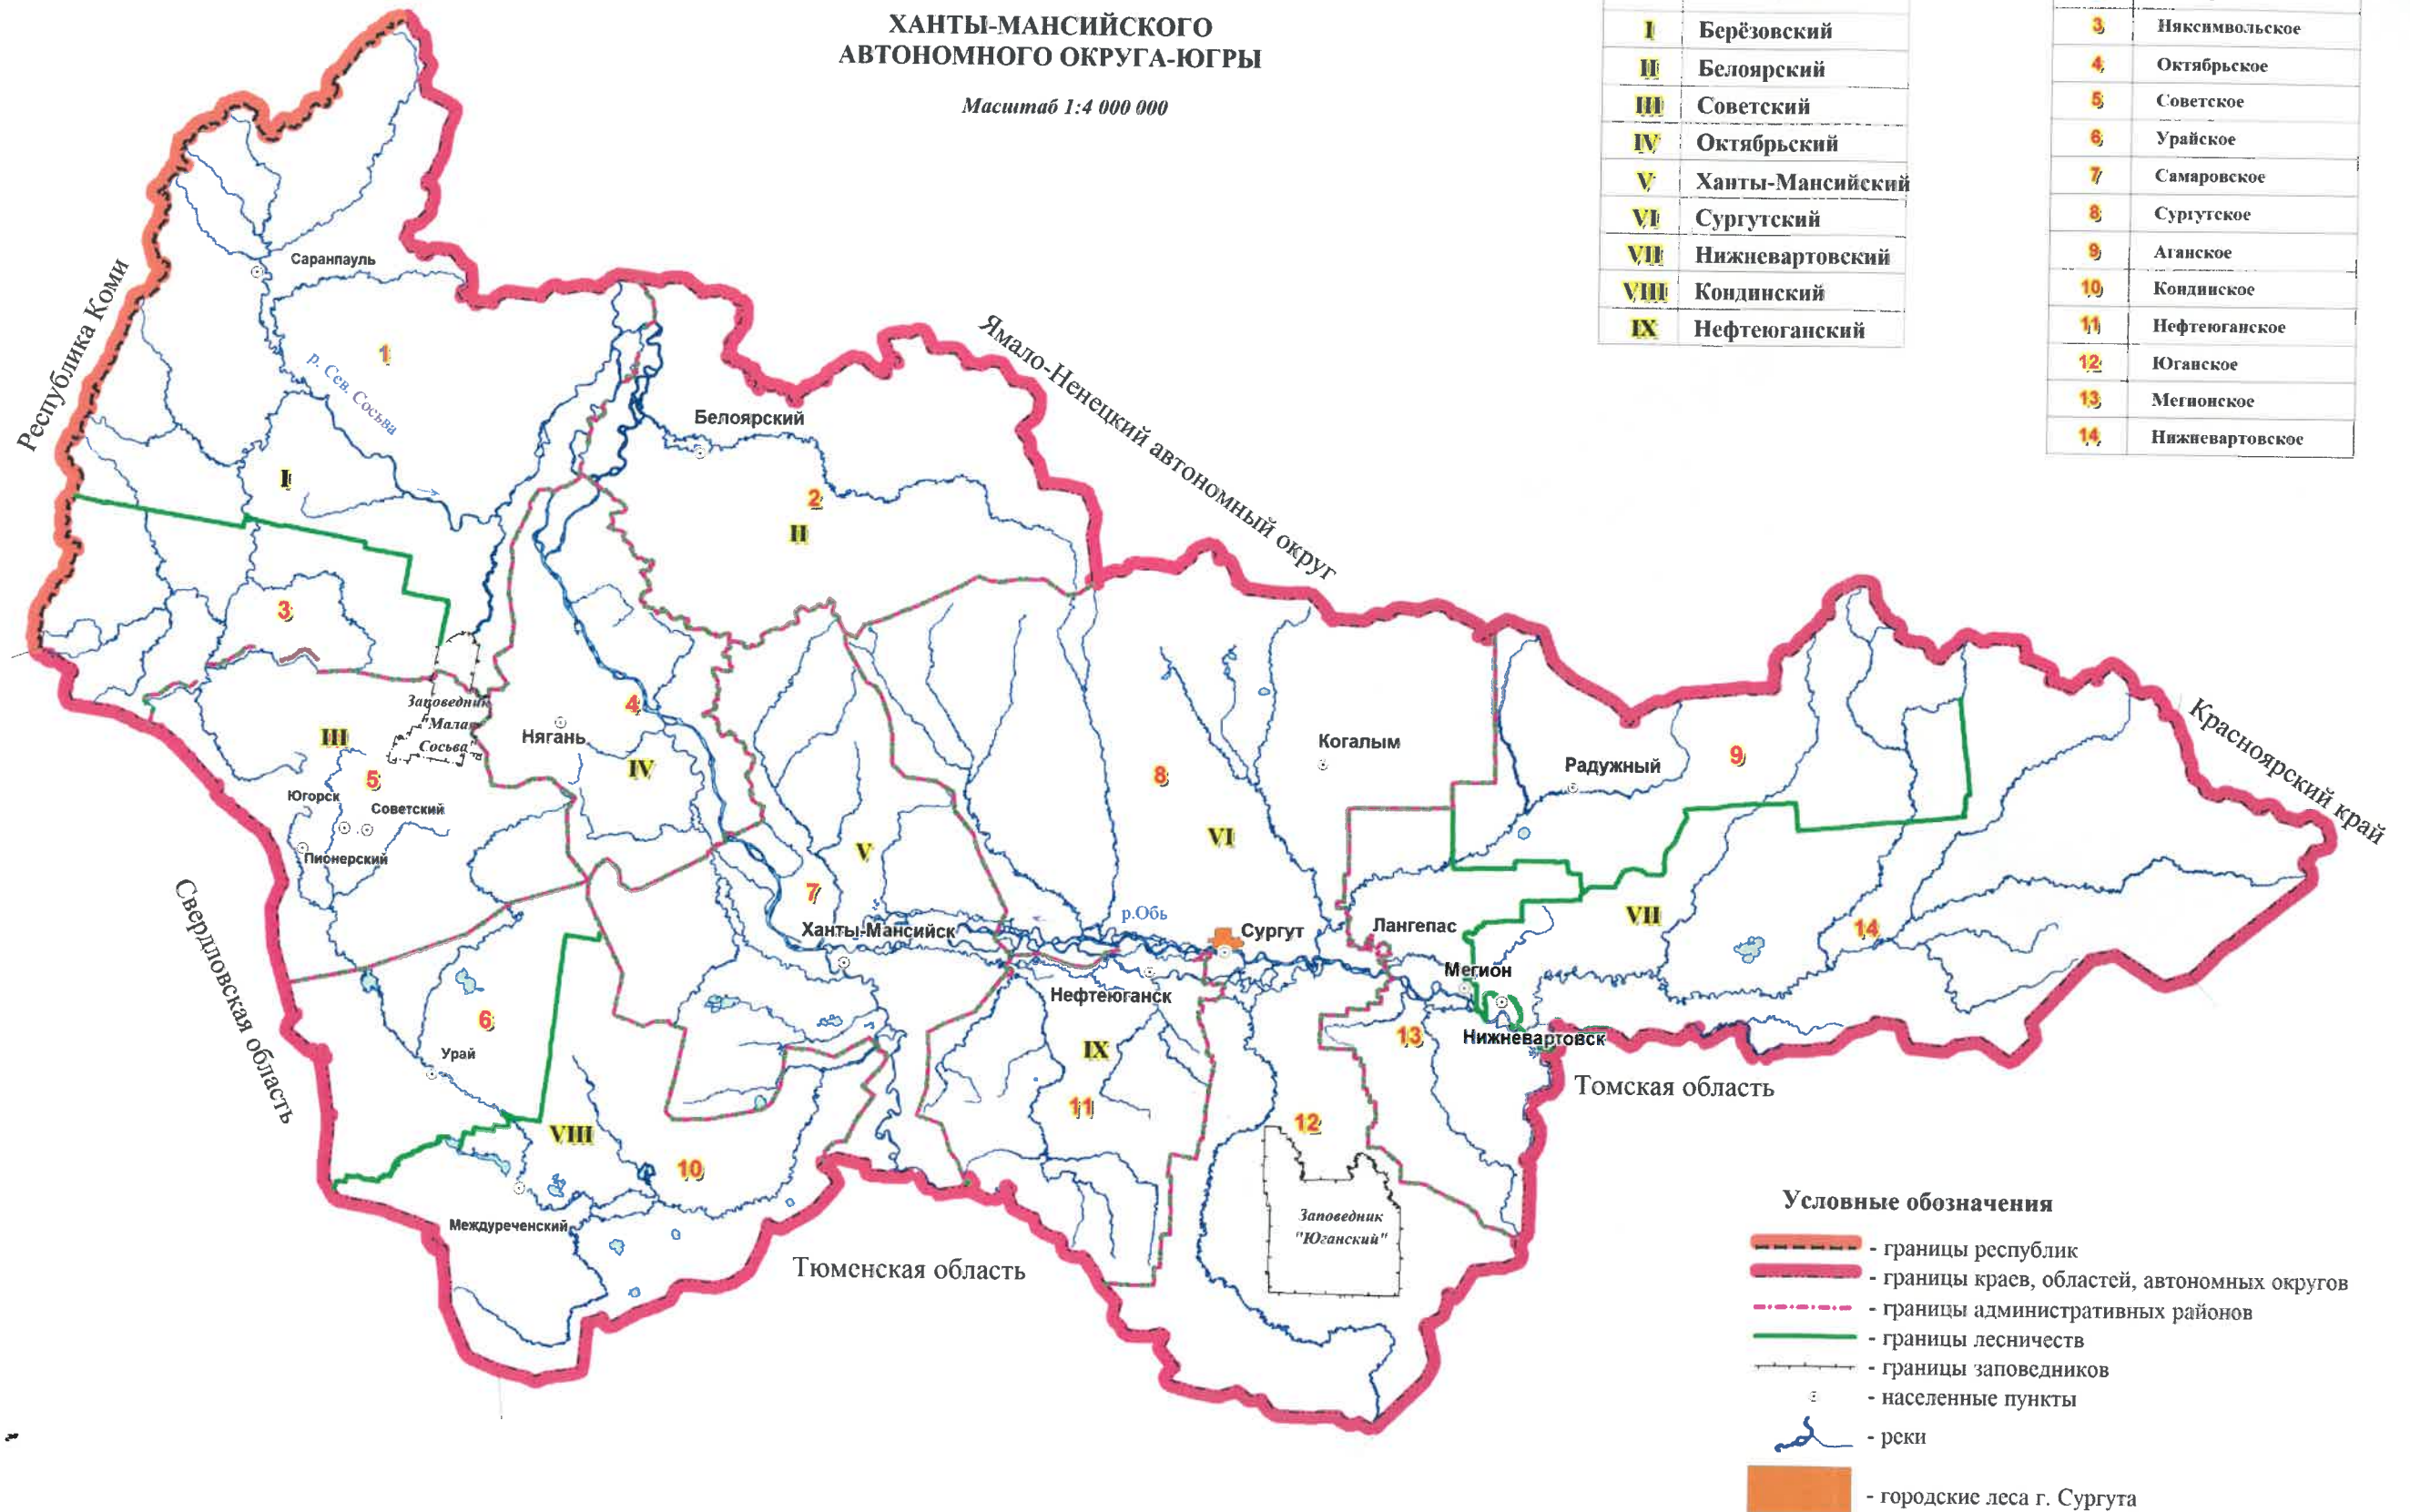 ХАНТЫ-МАНСИЙСКОГО
АВТОНОМНОГО ОКРУГА-ЮГРЫ
Масштаб 1:4 000 000
I Берёзовский
II Белоярский
III Советский
IV Октябрьский
V Ханты-Мансийский
VI Сургутский
VII Нижневартовский
VIII Кондинский
IX Нефтеюганский
3 Няксимвольское
4 Октябрьское
5 Советское
6 Урайское
7 Самаровское
8 Сургутское
9 Аганское
10 Кондинское
11 Нефтеюганское
12 Юганское
13 Мегионское
14 Нижневартовское
Республика Коми
Ямало-Ненецкий автономный округ
Красноярский край
Свердловская область
Тюменская область
Томская область
Саранпауль
1
р. Сев. Сосьва
I
Белоярский
2
II
3
Заповедник
"Малая
Сосьва"
III
5
Югорск
Советский
Пионерский
4
Нягань
IV
V
7
Ханты-Мансийск
8
VI
Когалым
р.Обь
Сургут
Радужный
9
VII
14
Лангепас
Мегион
Нижневартовск
13
Нефтеюганск
IX
11
12
Заповедник
"Юганский"
6
Урай
VIII
10
Междуреченский
Условные обозначения
- границы республик
- границы краев, областей, автономных округов
- границы административных районов
- границы лесничеств
- границы заповедников
- населенные пункты
- реки
- городские леса г. Сургута